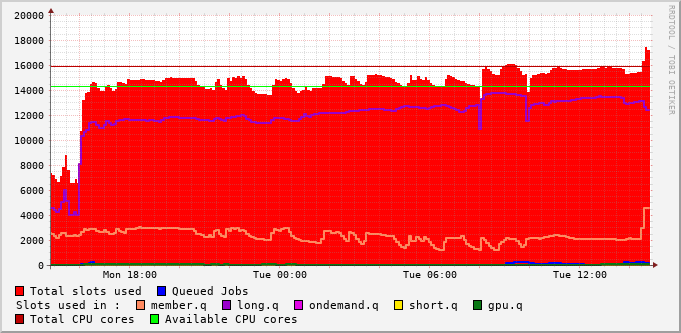 RRDTOOL / TOBI OETIKER
20000
18000
16000
14000
12000
10000
8000
6000
4000
2000
0
Mon 18:00 Tue 00:00 Tue 06:00 Tue 12:00
Total slots used Queued Jobs
Slots used in : member.q long.q ondemand.q short.q gpu.q
Total CPU cores Available CPU cores